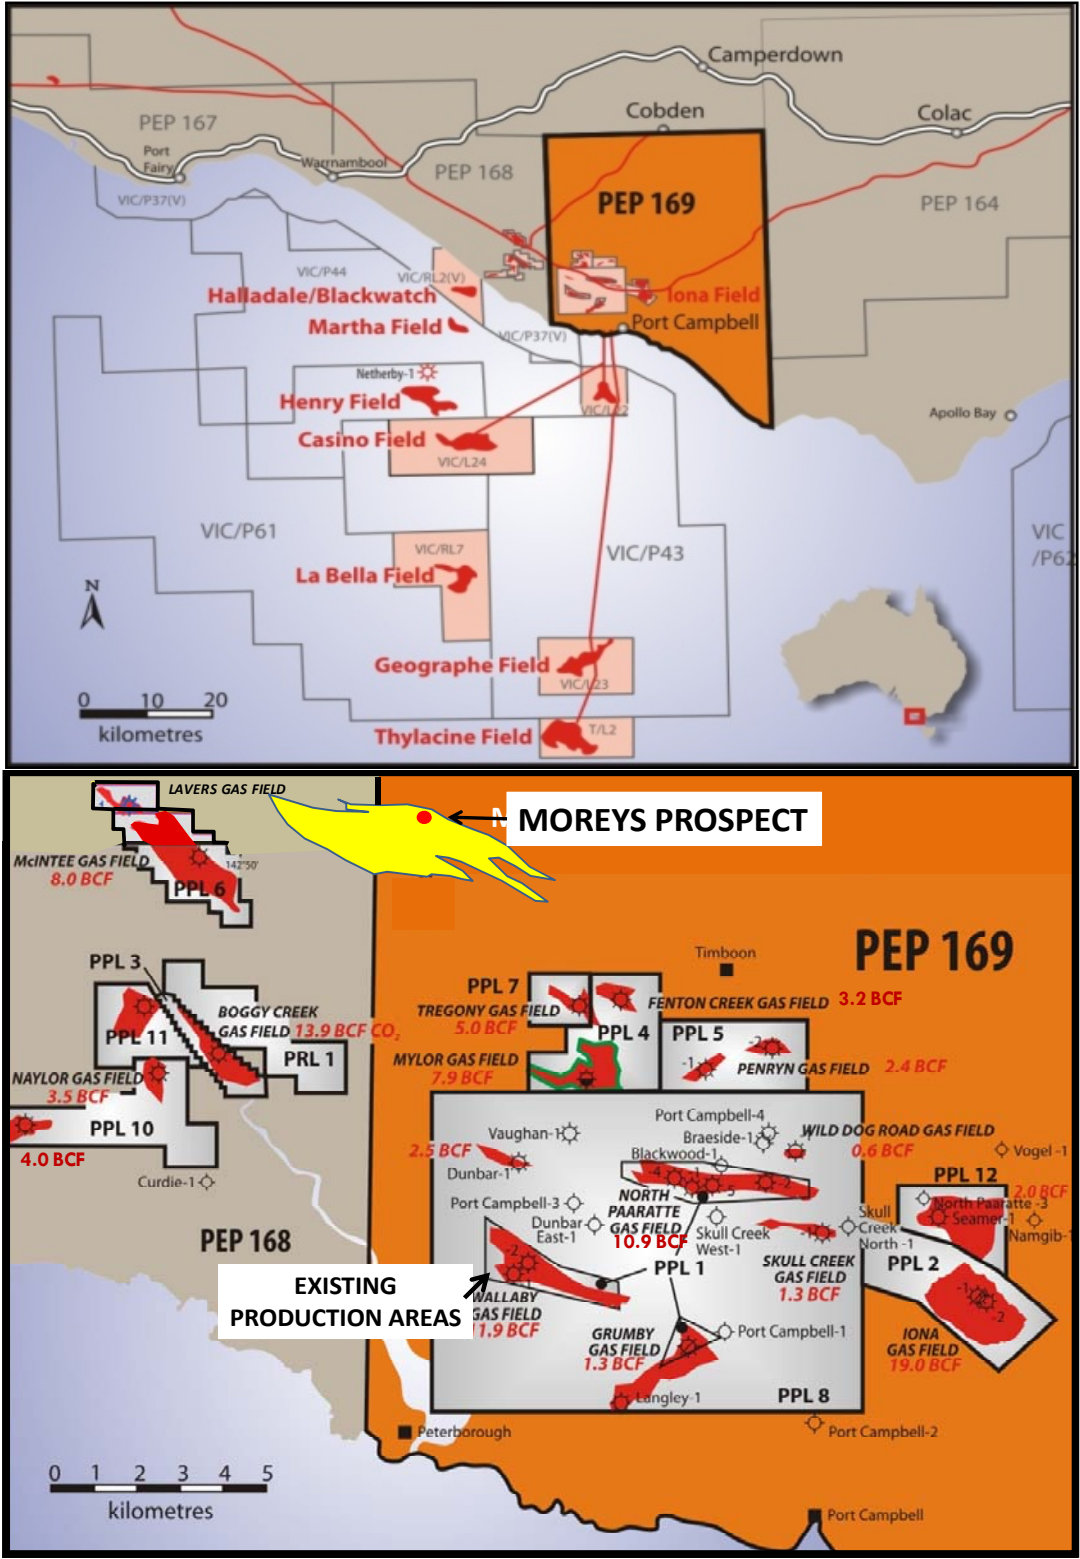 Camperdown
Cobden
Colac
PEP 167
Port
Fairy
Warrnambool
PEP 168
PEP 169
PEP 164
VIC/P37(V)
VIC/P44
VIC/RL2(V)
Halladale/Blackwatch
Iona Field
Martha Field
Port Campbell
VIC/P37(V)
Netherby-1
Henry Field
VIC/L22
Apollo Bay
Casino Field
VIC/L24
VIC/P61
VIC/P43
VIC
/P62
VIC/RL7
La Bella Field
N
Geographe Field
VIC/L23
0 10 20
kilometres
Thylacine Field
T/L2
LAVERS GAS FIELD
MOREYS PROSPECT
McINTEE GAS FIELD
8.0 BCF
142°50'
PPL 6
PEP 169
Timboon
PPL 3
PPL 7
TREGONY GAS FIELD
5.0 BCF
FENTON CREEK GAS FIELD 3.2 BCF
BOGGY CREEK
GAS FIELD 13.9 BCF CO2
PPL 11
PPL 4
PPL 5
PRL 1
MYLOR GAS FIELD
7.9 BCF
-1
-2
PENRYN GAS FIELD 2.4 BCF
NAYLOR GAS FIELD
3.5 BCF
PPL 10
4.0 BCF
Port Campbell-4
Vaughan-1
Braeside-1
WILD DOG ROAD GAS FIELD
0.6 BCF
2.5 BCF
Blackwood-1
Vogel -1
Dunbar-1
-4
-1
-5
-2
PPL 12
2.0 BCF
Curdie-1
Port Campbell-3
NORTH
PAARATTE
GAS FIELD
10.9 BCF
North Paaratte -3
Seamer-1
Namgib-1
Dunbar
East-1
Skull Creek
West-1
Skull
Creek
North -1
PEP 168
-2
PPL 1
SKULL CREEK
GAS FIELD
1.3 BCF
PPL 2
EXISTING
PRODUCTION AREAS
WALLABY
GAS FIELD
11.9 BCF
-1
-2
GRUMBY
GAS FIELD
1.3 BCF
Port Campbell-1
IONA
GAS FIELD
19.0 BCF
Langley-1
PPL 8
Peterborough
Port Campbell-2
0 1 2 3 4 5
kilometres
Port Campbell